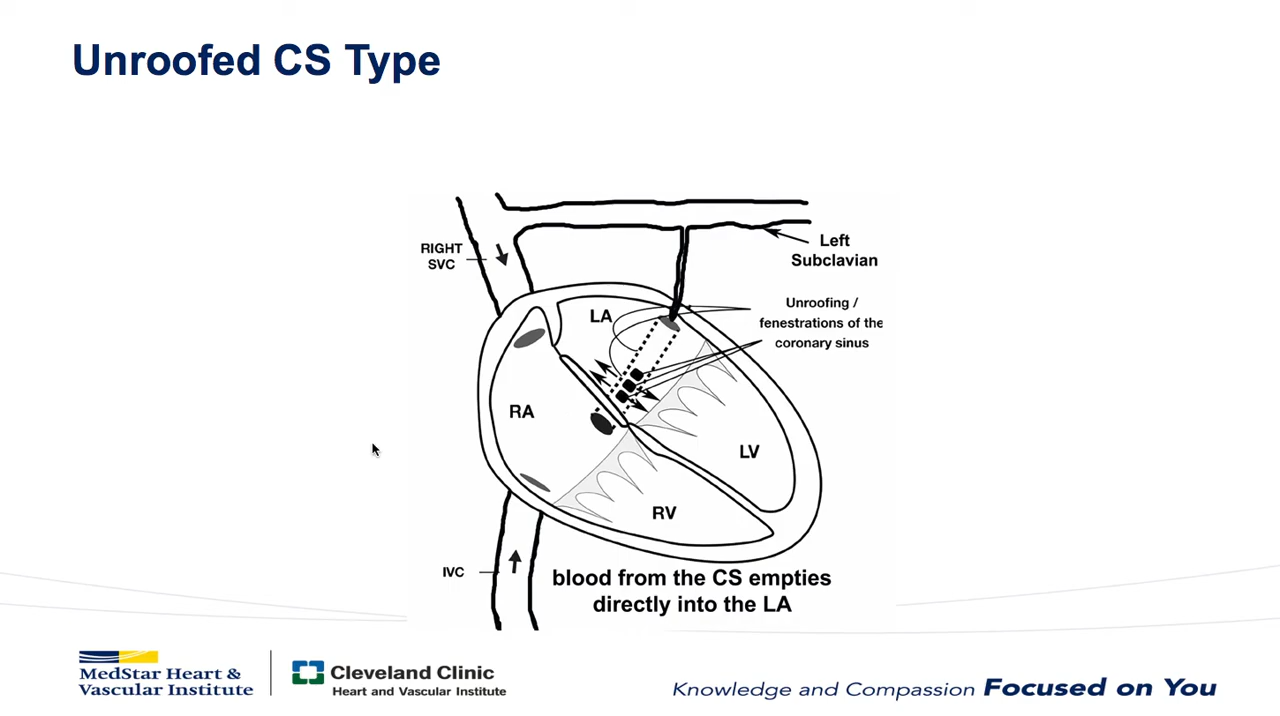 Unroofed CS Type
RIGHT
SVC
Left
Subclavian
LA
Unroofing /
fenestrations of the
coronary sinus
RA
LV
RV
IVC
blood from the CS empties
directly into the LA
MedStar Heart &
Vascular Institute
Cleveland Clinic
Heart and Vascular Institute
Knowledge and Compassion Focused on You